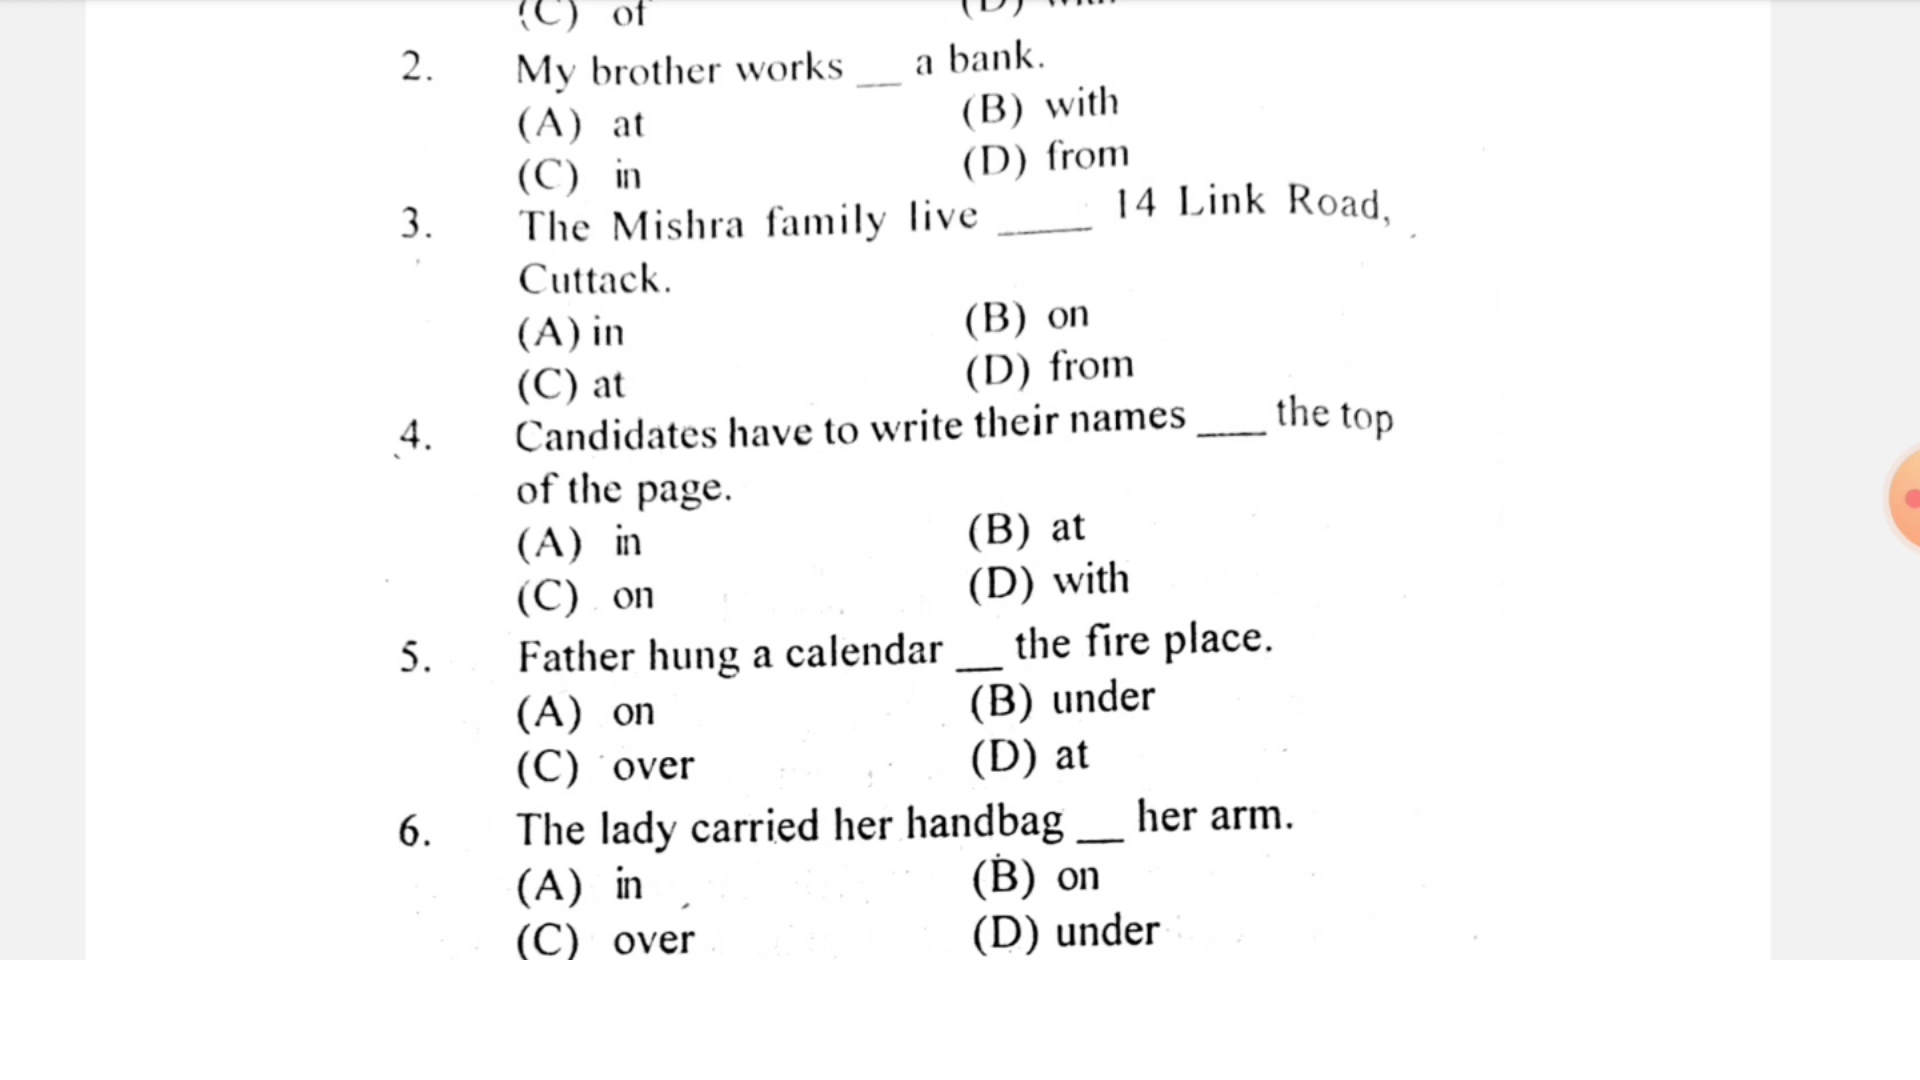 (C) of (D) with
2. My brother works __ a bank.
(A) at (B) with
(C) in (D) from
3. The Mishra family live ____ 14 Link Road,
Cuttack.
(A) in (B) on
(C) at (D) from
4. Candidates have to write their names ___ the top
of the page.
(A) in (B) at
(C) on (D) with
5. Father hung a calendar __ the fire place.
(A) on (B) under
(C) over (D) at
6. The lady carried her handbag __ her arm.
(A) in (B) on
(C) over (D) under